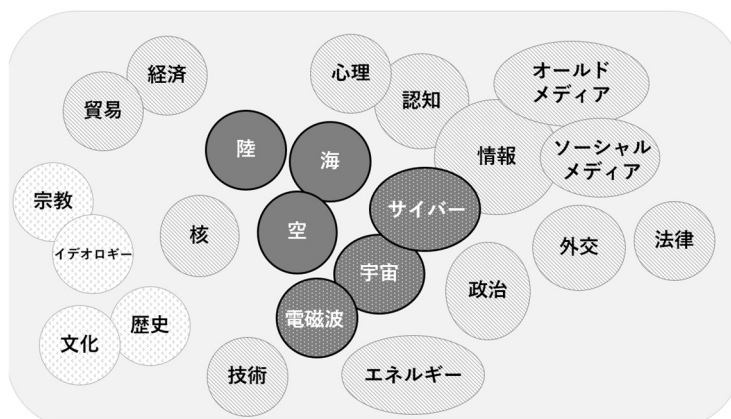 経済
貿易
心理
認知
オールド
メディア
情報
ソーシャル
メディア
陸
海
空
サイバー
宇宙
電磁波
宗教
イデオロギー
核
歴史
文化
政治
外交
法律
技術
エネルギー